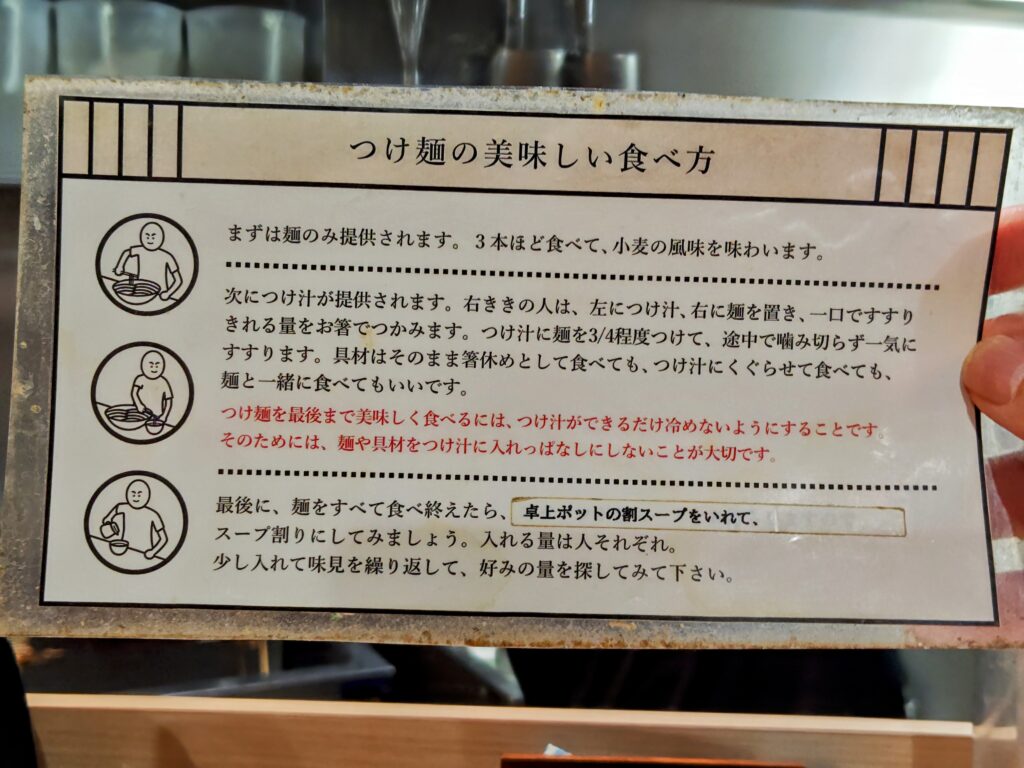 つけ麺の美味しい食べ方
まずは麺のみ提供されます。3本ほど食べて、小麦の風味を味わいます。
次につけ汁が提供されます。右ききの人は、左につけ汁、右に麺を置き、一口ですすり
きれる量をお箸でつかみます。つけ汁に麺を3/4程度つけて、途中で噛み切らず一気に
すすります。具材はそのまま箸休めとして食べても、つけ汁にくぐらせて食べても、
麺と一緒に食べてもいいです。
つけ麺を最後まで美味しく食べるには、つけ汁ができるだけ冷めないようにすることです。
そのためには、麺や具材をつけ汁に入れっぱなしにしないことが大切です。
最後に、麺をすべて食べ終えたら、卓上ポットの割スープをいれて、
スープ割りにしてみましょう。入れる量は人それぞれ。
少し入れて味見を繰り返して、好みの量を探してみて下さい。